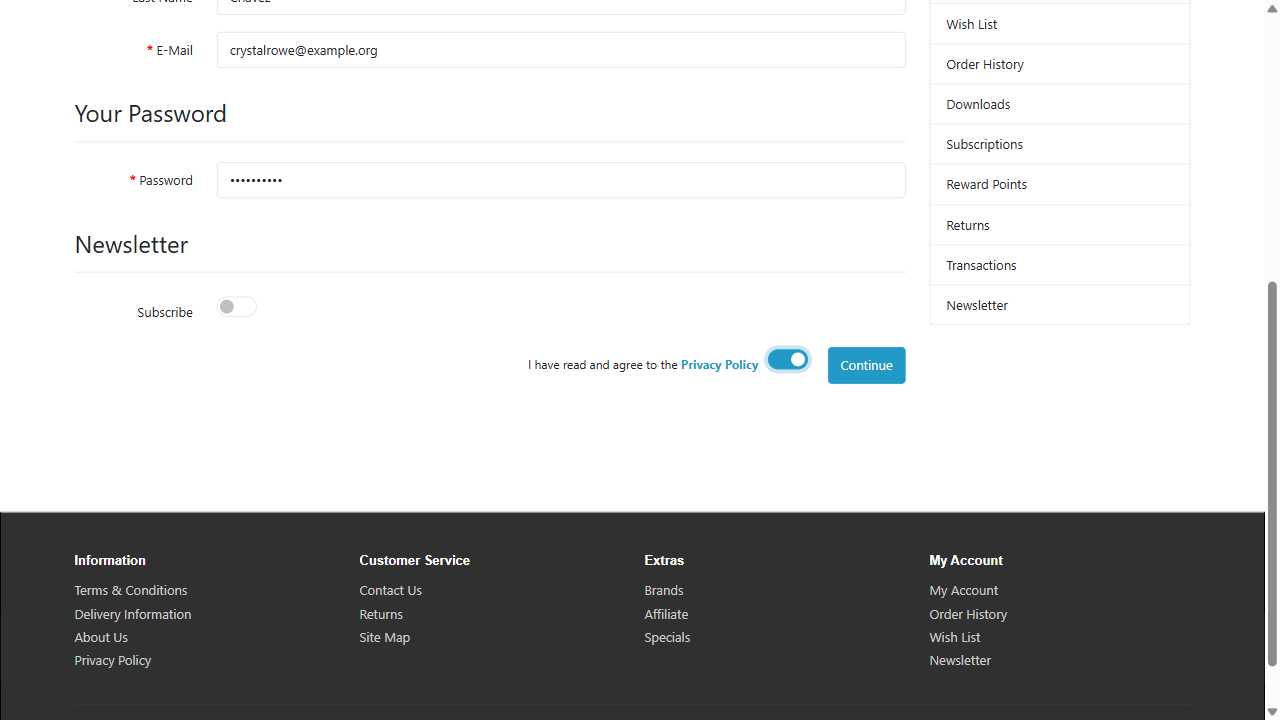 * E-Mail
crystalrowe@example.org
Your Password
* Password
••••••••••
Newsletter
Subscribe
I have read and agree to the Privacy Policy
Continue
Wish List
Order History
Downloads
Subscriptions
Reward Points
Returns
Transactions
Newsletter
Information
Terms & Conditions
Delivery Information
About Us
Privacy Policy
Customer Service
Contact Us
Returns
Site Map
Extras
Brands
Affiliate
Specials
My Account
My Account
Order History
Wish List
Newsletter